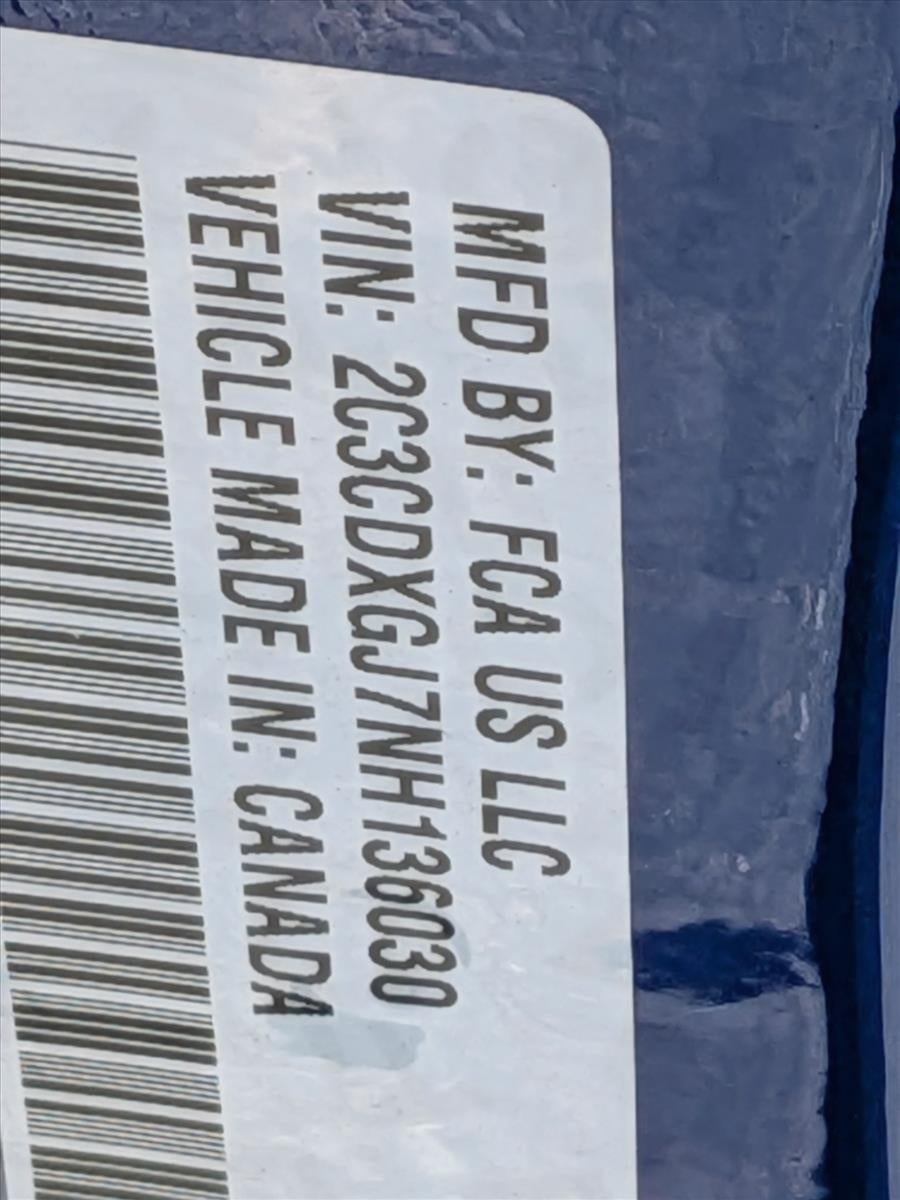 MFD BY: FCA US LLC
VIN: 2C3CDXGJ7NH136030
VEHICLE MADE IN: CANADA